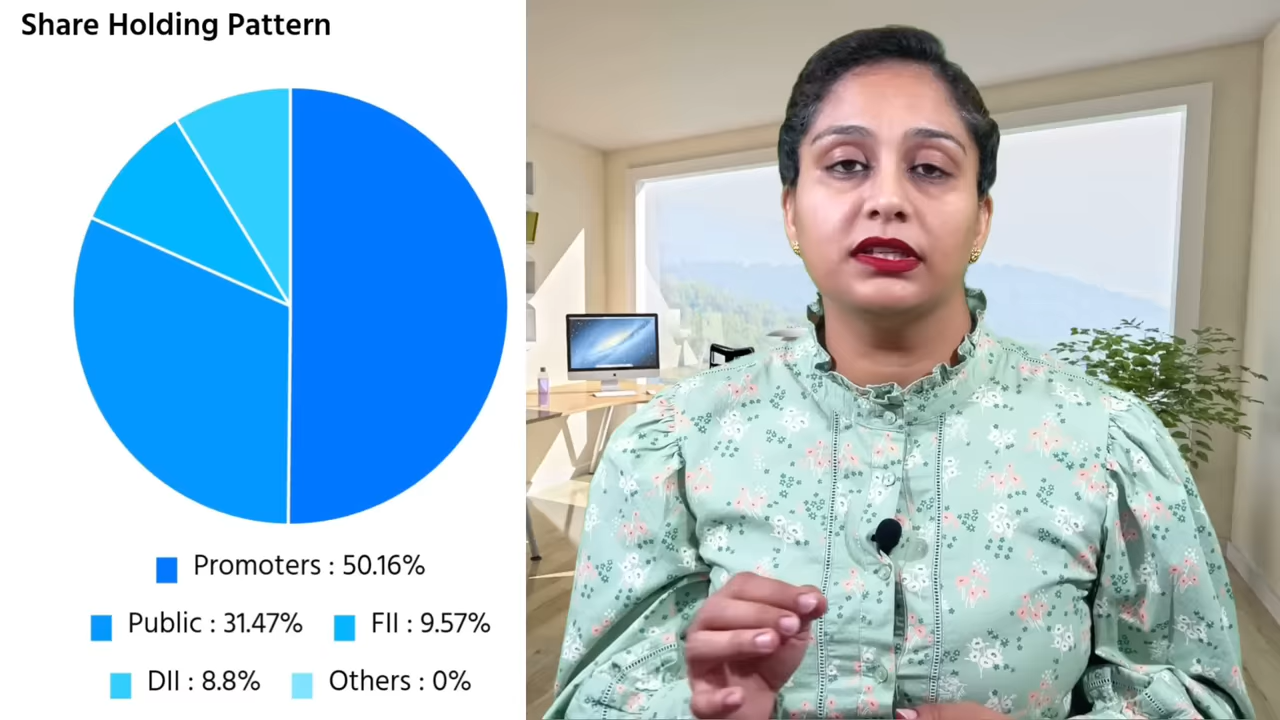 Share Holding Pattern
Promoters : 50.16%
Public : 31.47% FII : 9.57%
DII : 8.8% Others : 0%